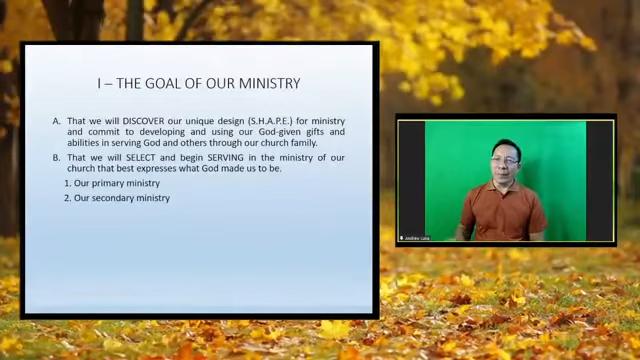 I – THE GOAL OF OUR MINISTRY
A. That we will DISCOVER our unique design (S.H.A.P.E.) for ministry
and commit to developing and using our God-given gifts and
abilities in serving God and others through our church family.
B. That we will SELECT and begin SERVING in the ministry of our
church that best expresses what God made us to be.
1. Our primary ministry
2. Our secondary ministry
Andrew Luna